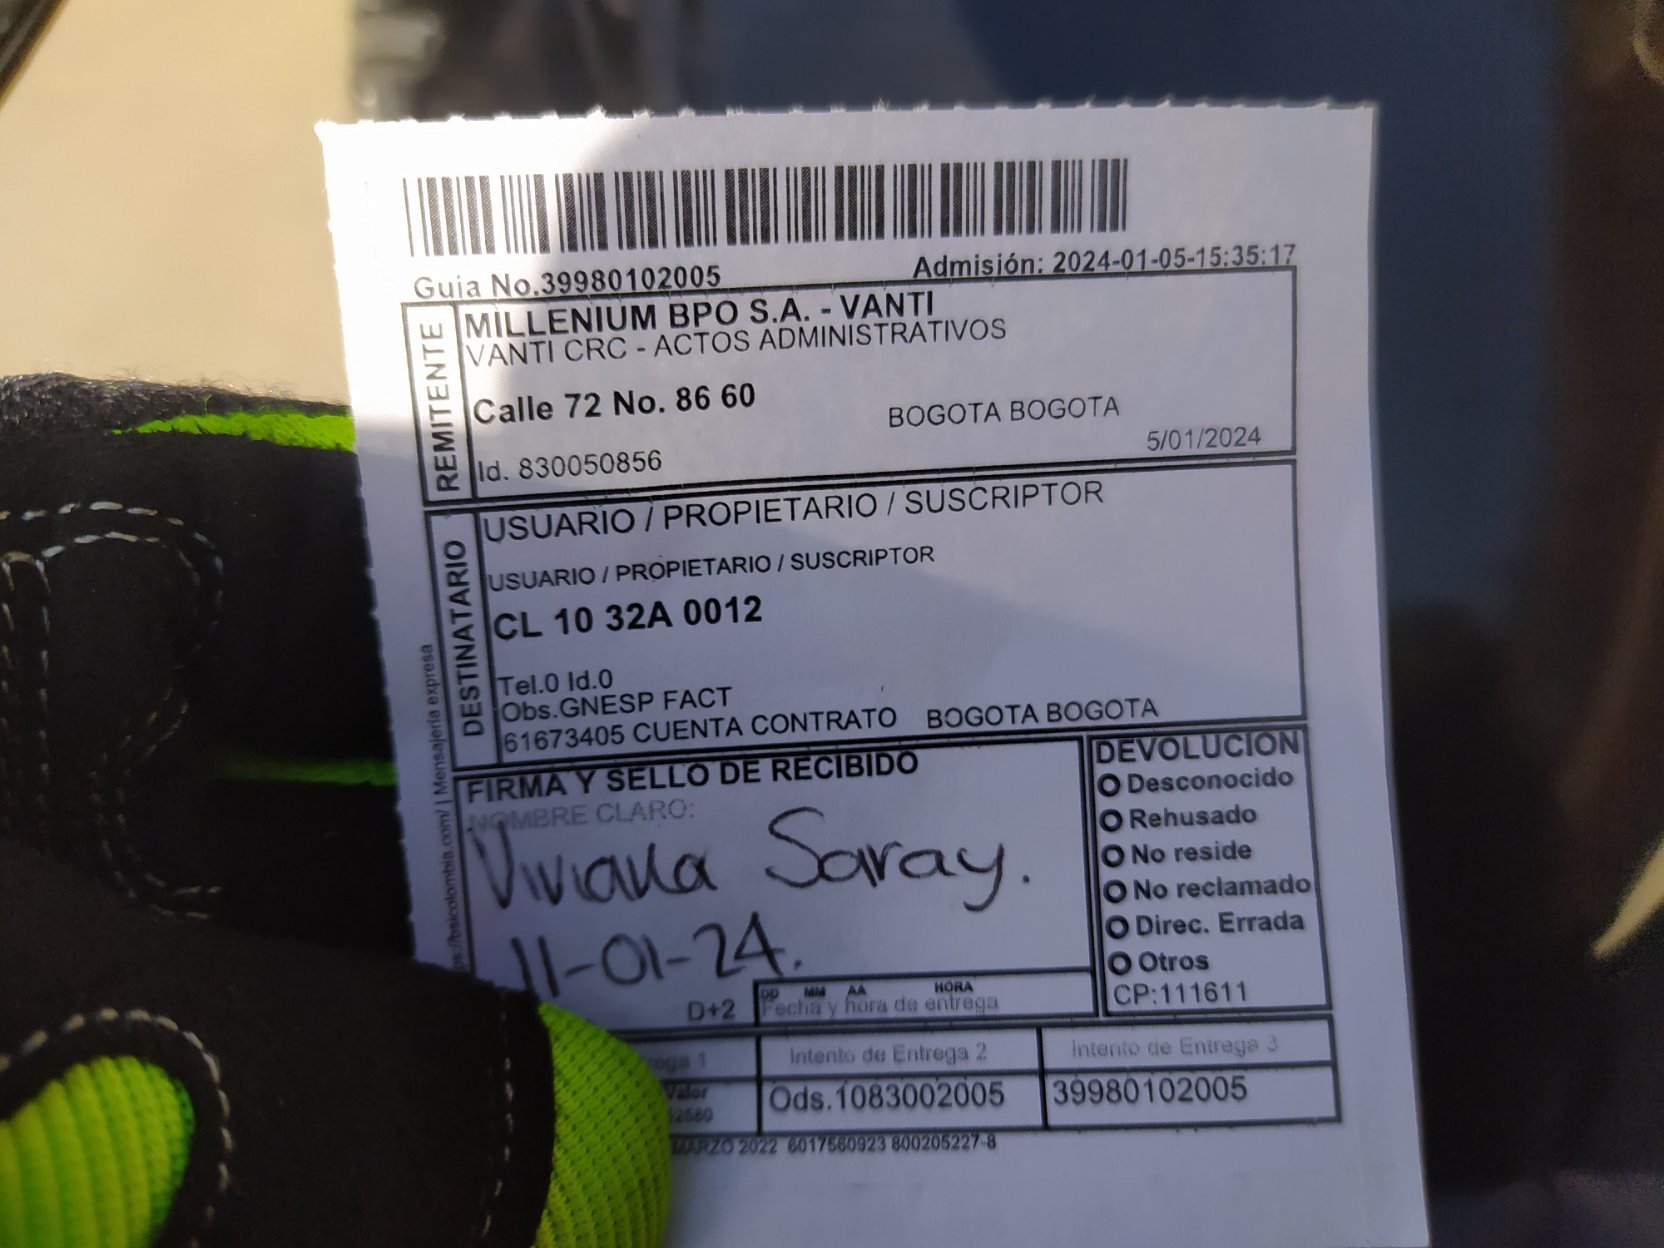 Guia No.39980102005 Admisión: 2024-01-05-15:35:17
REMITENTE
MILLENIUM BPO S.A. - VANTI
VANTI CRC - ACTOS ADMINISTRATIVOS
Calle 72 No. 86 60
BOGOTA BOGOTA
5/01/2024
Id. 830050856
DESTINATARIO
USUARIO / PROPIETARIO / SUSCRIPTOR
USUARIO / PROPIETARIO / SUSCRIPTOR
CL 10 32A 0012
Tel.0 Id.0
Obs.GNESP FACT
61673405 CUENTA CONTRATO BOGOTA BOGOTA
bsicolombia.com/ | Mensajeria expresa
FIRMA Y SELLO DE RECIBIDO
NOMBRE CLARO:
Viviana Saray.
11-01-24.
D+2
DD MM AA HORA
Fecha y hora de entrega
DEVOLUCION
Desconocido
Rehusado
No reside
No reclamado
Direc. Errada
Otros
CP:111611
Intento de Entrega 2 Intento de Entrega 3
Valor
Ods.1083002005 39980102005
MARZO 2022 6017560923 800205227-8